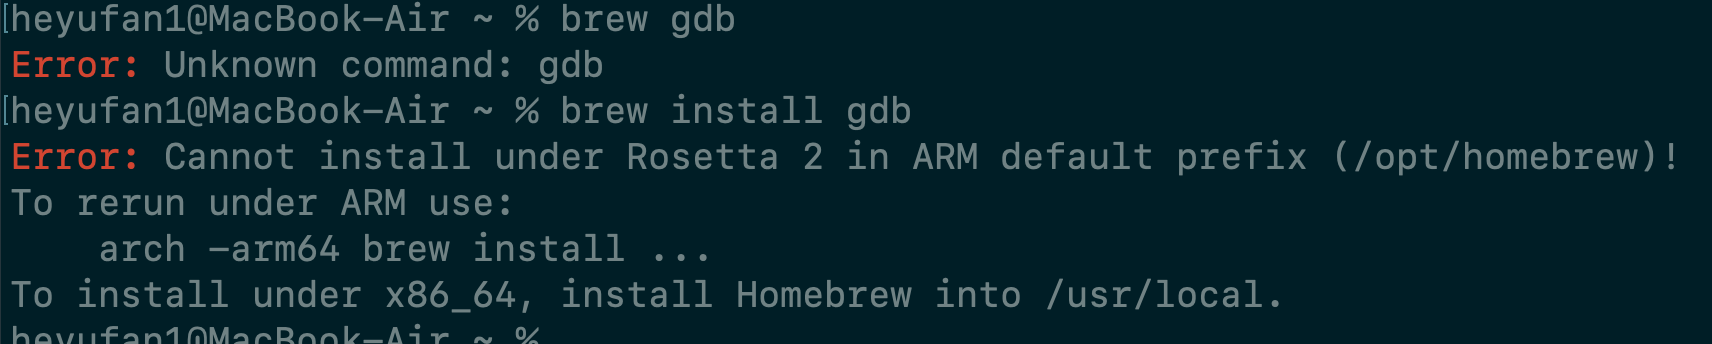 [heyufan1@MacBook-Air ~ % brew gdb
Error: Unknown command: gdb
[heyufan1@MacBook-Air ~ % brew install gdb
Error: Cannot install under Rosetta 2 in ARM default prefix (/opt/homebrew)!
To rerun under ARM use:
    arch -arm64 brew install ...
To install under x86_64, install Homebrew into /usr/local.
heyufan1@MacBook-Air ~ %